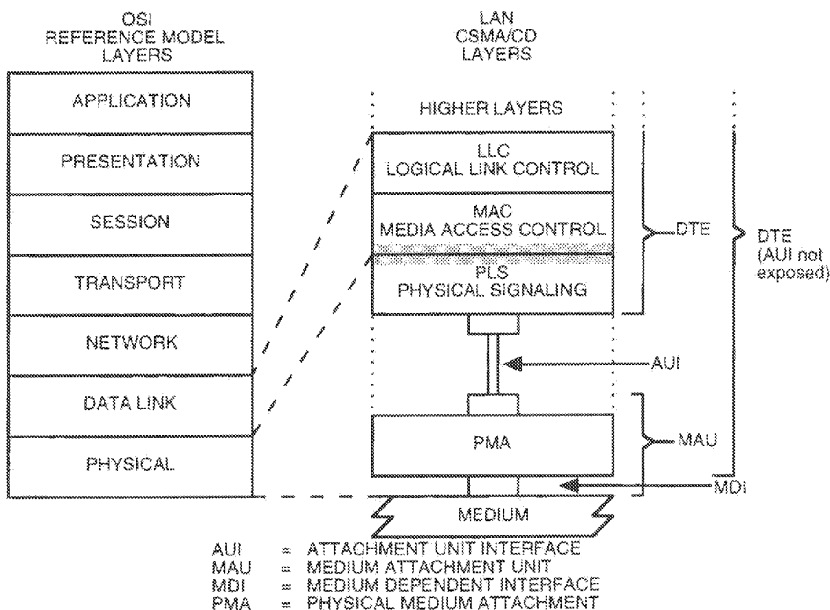 OSI
REFERENCE MODEL
LAYERS
APPLICATION
PRESENTATION
SESSION
TRANSPORT
NETWORK
DATA LINK
PHYSICAL
LAN
CSMA/CD
LAYERS
HIGHER LAYERS
LLC
LOGICAL LINK CONTROL
MAC
MEDIA ACCESS CONTROL
PLS
PHYSICAL SIGNALING
DTE
DTE
(AUI not
exposed)
AUI
PMA
MAU
MDI
MEDIUM
AUI = ATTACHMENT UNIT INTERFACE
MAU = MEDIUM ATTACHMENT UNIT
MDI = MEDIUM DEPENDENT INTERFACE
PMA = PHYSICAL MEDIUM ATTACHMENT